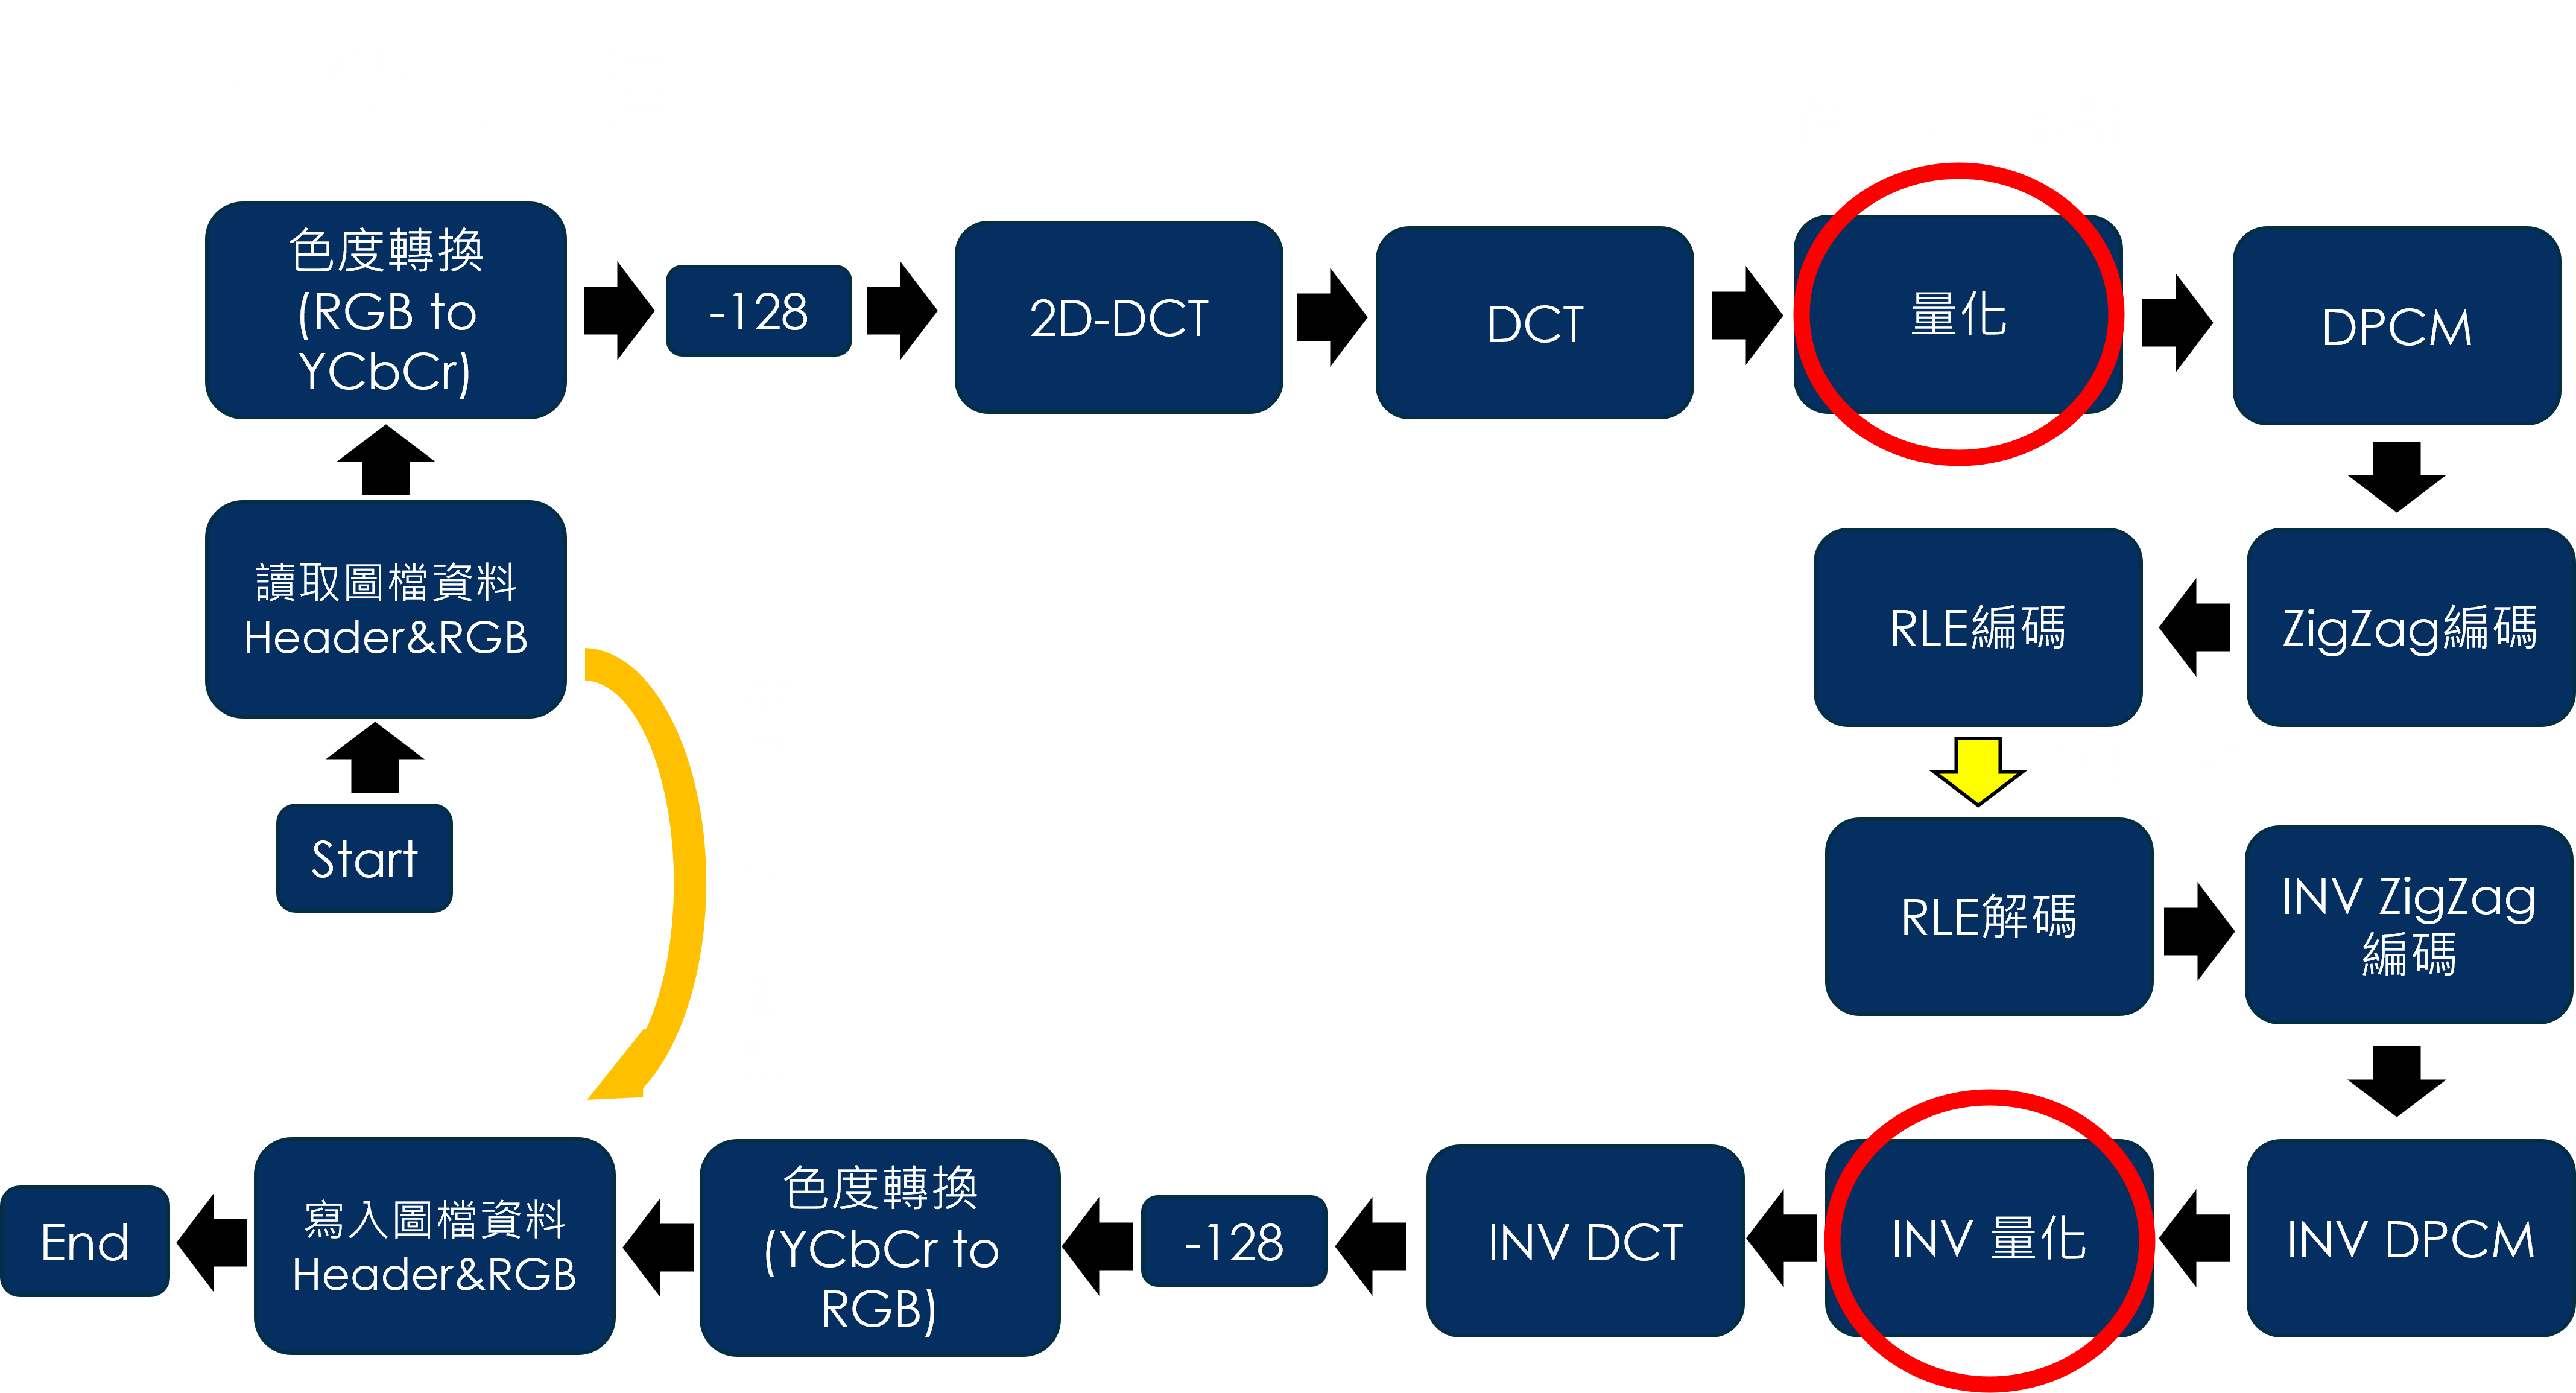 色度轉換
(RGB to
YCbCr)
-128
2D-DCT
DCT
量化
DPCM
讀取圖檔資料
Header&RGB
RLE編碼
ZigZag編碼
Start
RLE解碼
INV ZigZag
編碼
End
寫入圖檔資料
Header&RGB
色度轉換
(YCbCr to
RGB)
-128
INV DCT
INV 量化
INV DPCM